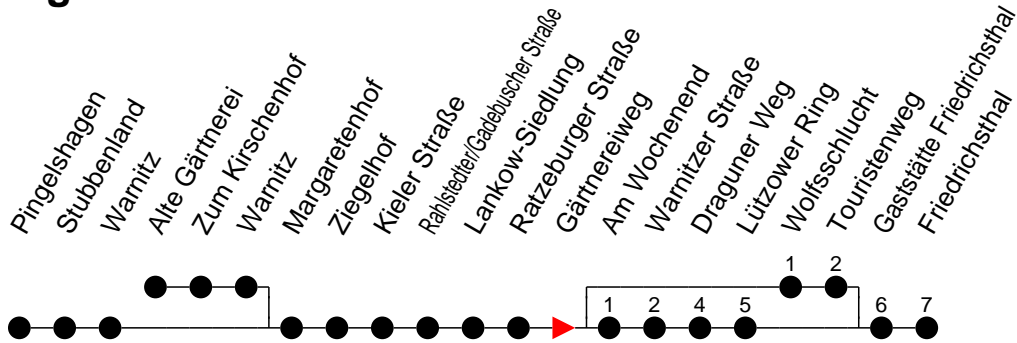 g
Pingelshagen
Stubbenland
Warnitz
Alte Gärtnerei
Zum Kirschenhof
Warnitz
Margaretenhof
Ziegelhof
Kieler Straße
Rahlstedter/Gadebuscher Straße
Lankow-Siedlung
Ratzeburger Straße
Gärtnereiweg
Am Wochenend
Warnitzer Straße
Draguner Weg
Lützower Ring
Wolfsschlucht
Touristenweg
Gaststätte Friedrichsthal
Friedrichsthal
1 2
1 2 4 5 6 7